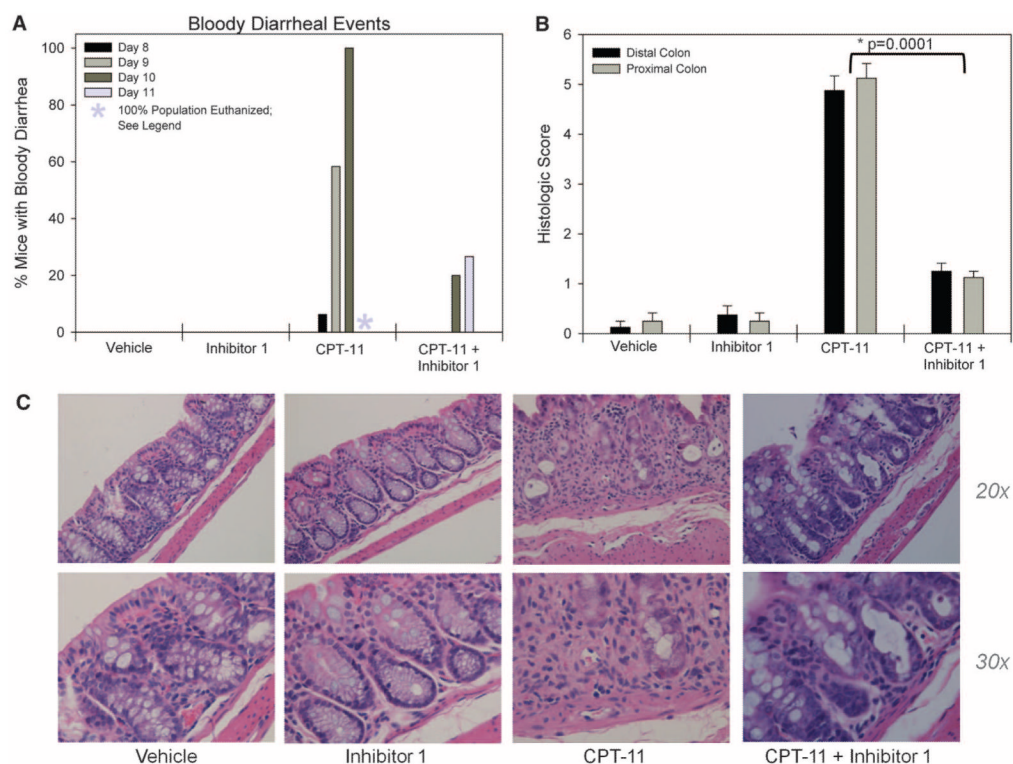 A
Bloody Diarrheal Events
% Mice with Bloody Diarrhea
100
80
60
40
20
0
Day 8
Day 9
Day 10
Day 11
* 100% Population Euthanized;
See Legend
*
Vehicle
Inhibitor 1
CPT-11
CPT-11 +
Inhibitor 1
B
Histologic Score
6
5
4
3
2
1
0
Distal Colon
Proximal Colon
* p=0.0001
Vehicle
Inhibitor 1
CPT-11
CPT-11 +
Inhibitor 1
C
20x
30x
Vehicle
Inhibitor 1
CPT-11
CPT-11 + Inhibitor 1